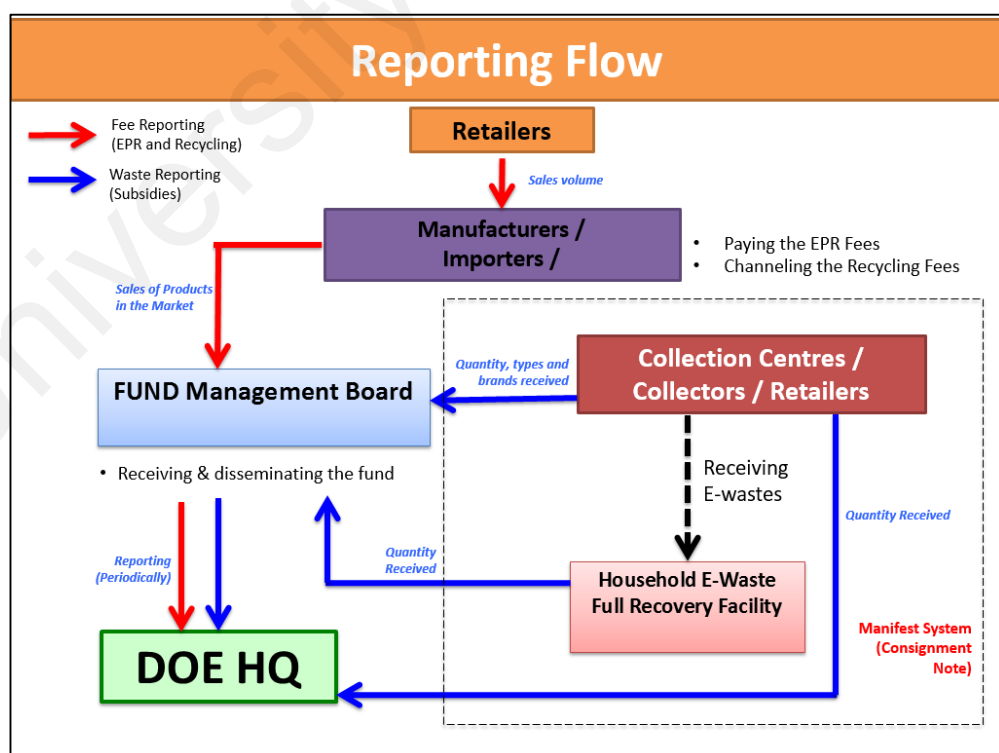 Reporting Flow
Fee Reporting
(EPR and Recycling)
Waste Reporting
(Subsidies)
Retailers
Sales volume
Manufacturers /
Importers /
• Paying the EPR Fees
• Channeling the Recycling Fees
Sales of Products
in the Market
Quantity, types and
brands received
Collection Centres /
Collectors / Retailers
FUND Management Board
• Receiving & disseminating the fund
Receiving
E-wastes
Quantity Received
Reporting
(Periodically)
Quantity
Received
Household E-Waste
Full Recovery Facility
Manifest System
(Consignment
Note)
DOE HQ
University